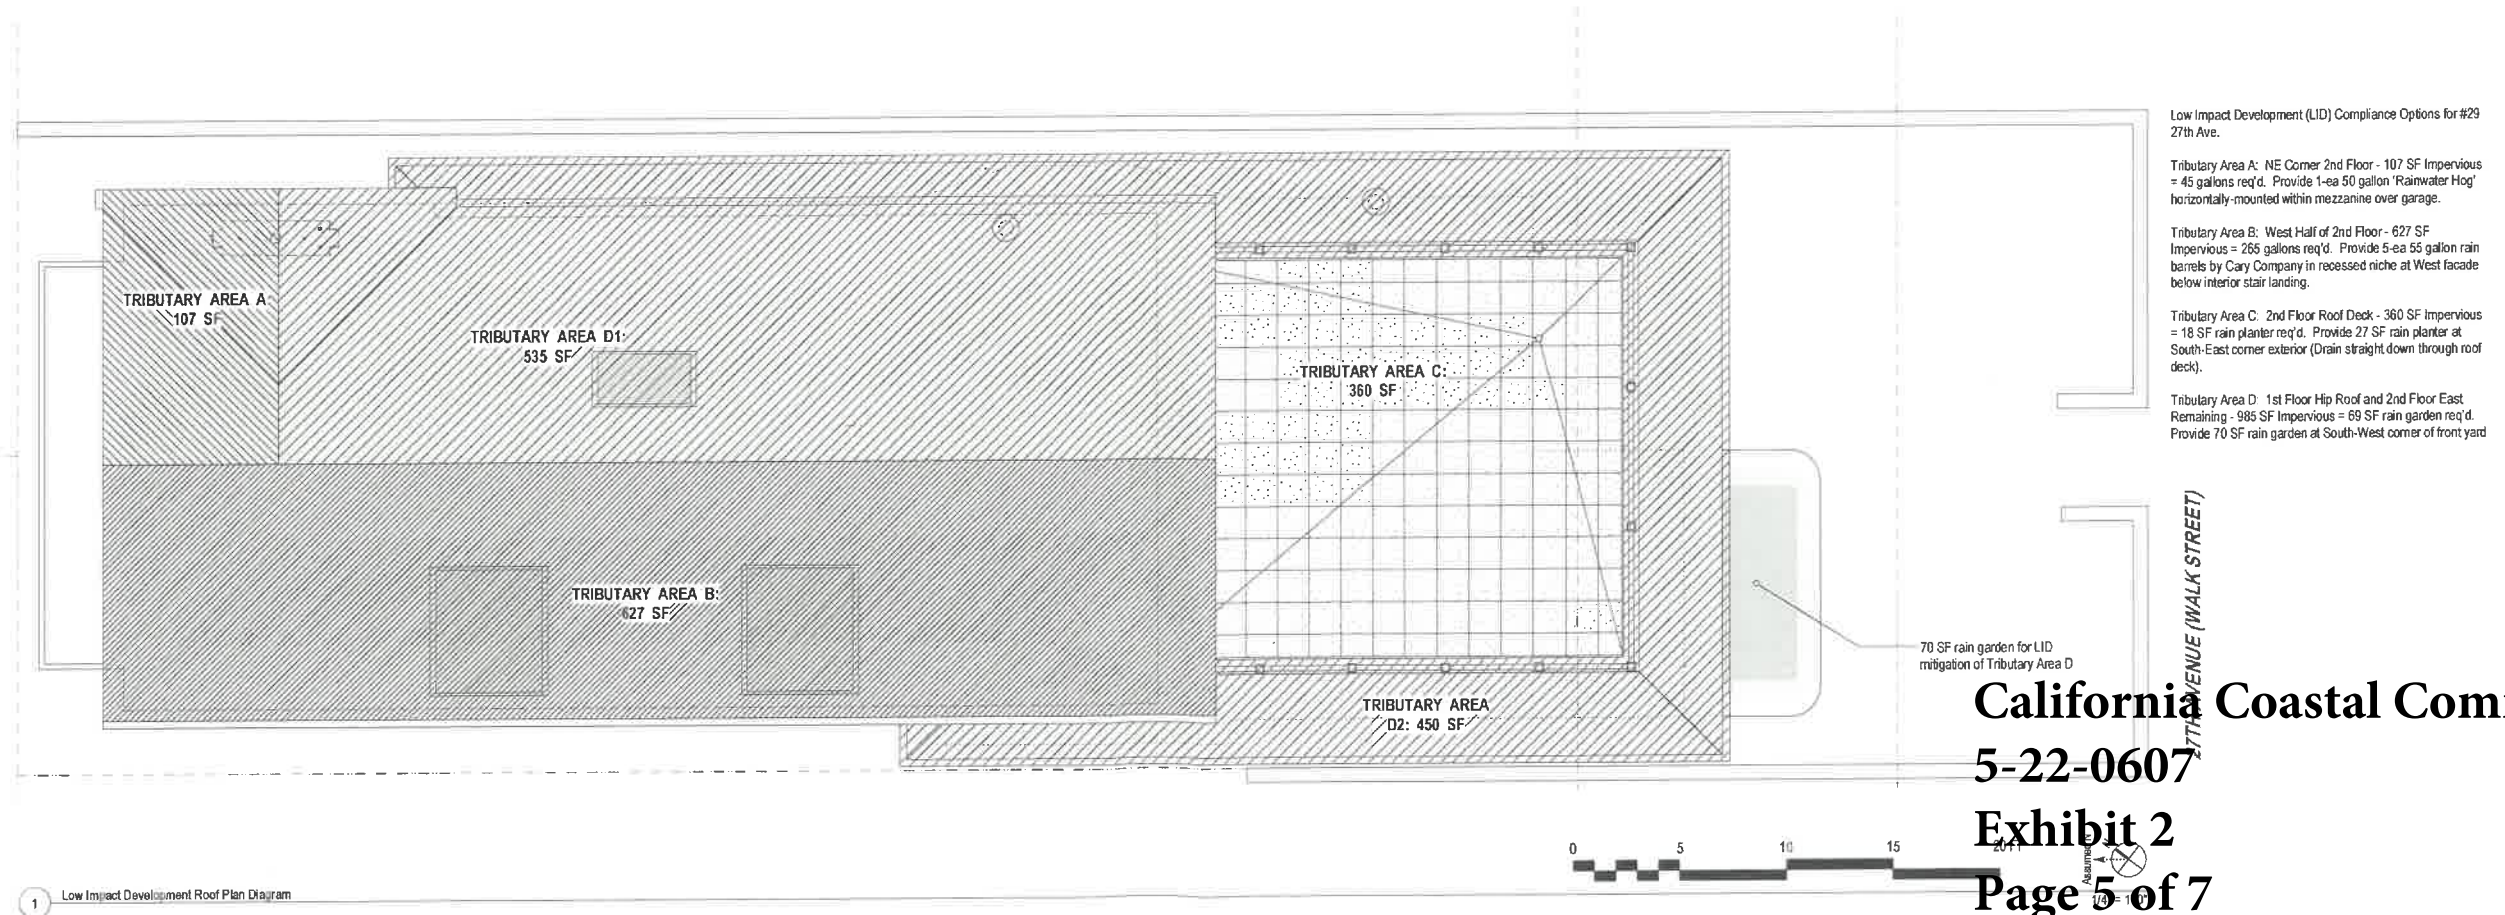 Low Impact Development (LID) Compliance Options for #29
27th Ave.
Tributary Area A: NE Corner 2nd Floor - 107 SF Impervious
= 45 gallons req'd. Provide 1-ea 50 gallon 'Rainwater Hog'
horizontally-mounted within mezzanine over garage.
Tributary Area B: West Half of 2nd Floor - 627 SF
Impervious = 265 gallons req'd. Provide 5-ea 55 gallon rain
barrels by Cary Company in recessed niche at West facade
below interior stair landing.
Tributary Area C: 2nd Floor Roof Deck - 360 SF Impervious
= 18 SF rain planter req'd. Provide 27 SF rain planter at
South-East corner exterior (Drain straight down through roof
deck).
Tributary Area D: 1st Floor Hip Roof and 2nd Floor East
Remaining - 985 SF Impervious = 69 SF rain garden req'd.
Provide 70 SF rain garden at South-West corner of front yard
TRIBUTARY AREA A:
107 SF
TRIBUTARY AREA D1:
535 SF
TRIBUTARY AREA C:
360 SF
TRIBUTARY AREA B:
627 SF
TRIBUTARY AREA
D2: 450 SF
70 SF rain garden for LID
mitigation of Tributary Area D
27TH AVENUE (WALK STREET)
California Coastal Com
5-22-0607
Exhibit 2
Page 5 of 7
0 5 10 15
Assumed
1 Low Impact Development Roof Plan Diagram